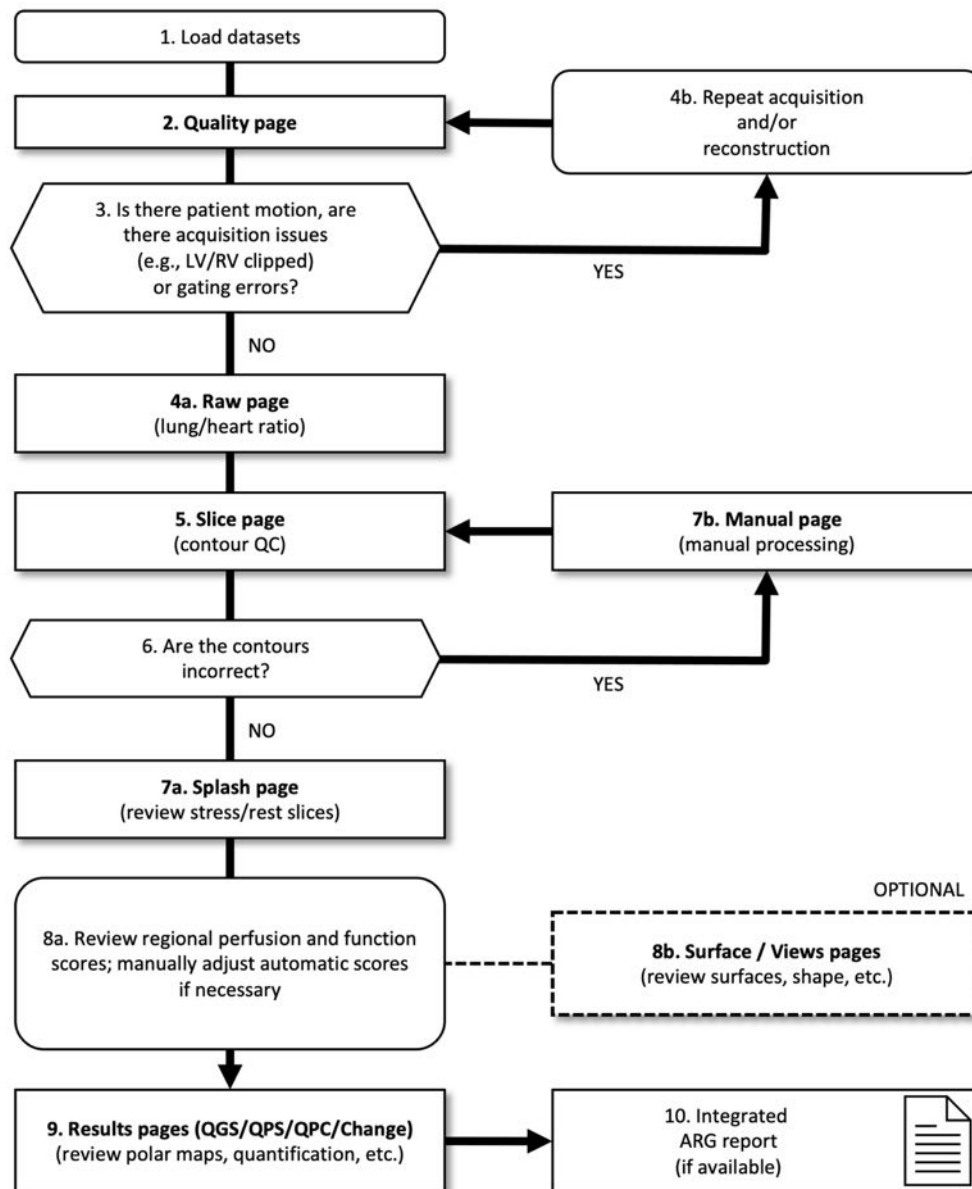 1. Load datasets
2. Quality page
4b. Repeat acquisition
and/or
reconstruction
3. Is there patient motion, are
there acquisition issues
(e.g., LV/RV clipped)
or gating errors?
YES
NO
4a. Raw page
(lung/heart ratio)
5. Slice page
(contour QC)
7b. Manual page
(manual processing)
6. Are the contours
incorrect?
YES
NO
7a. Splash page
(review stress/rest slices)
OPTIONAL
8a. Review regional perfusion and function
scores; manually adjust automatic scores
if necessary
8b. Surface / Views pages
(review surfaces, shape, etc.)
9. Results pages (QGS/QPS/QPC/Change)
(review polar maps, quantification, etc.)
10. Integrated
ARG report
(if available)